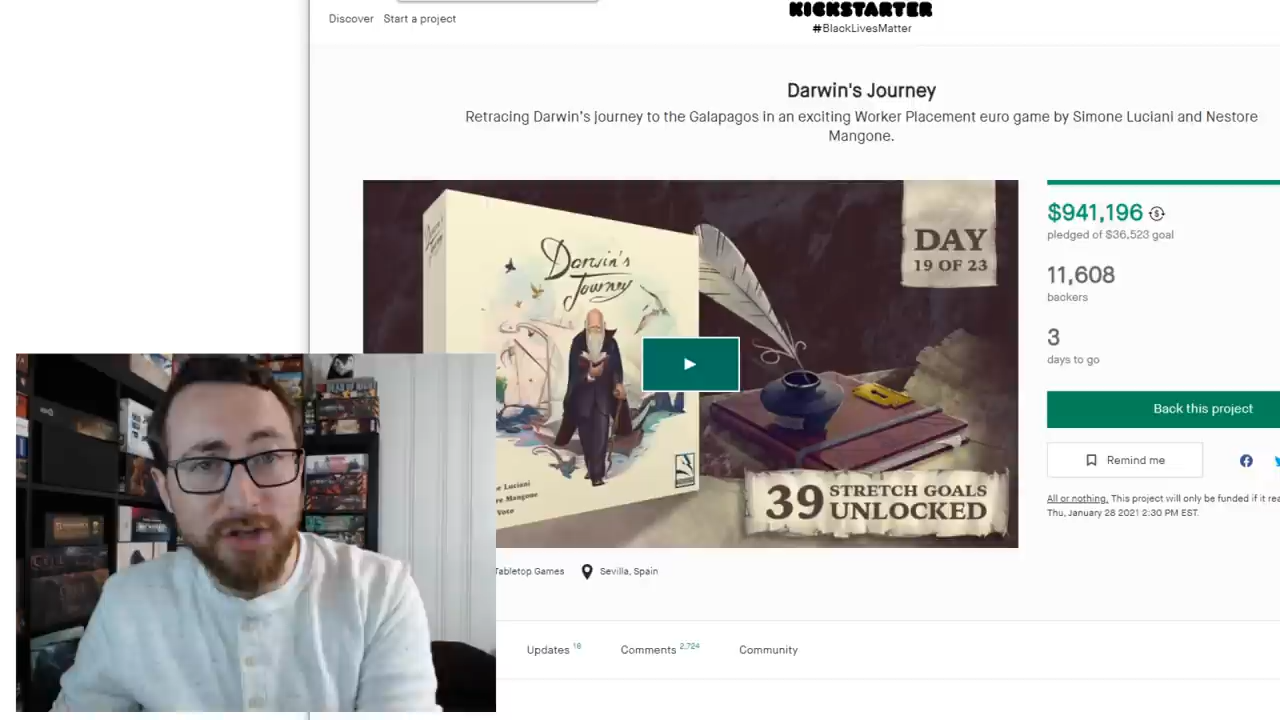 KICKSTARTER
Discover Start a project
#BlackLivesMatter
Darwin's Journey
Retracing Darwin's journey to the Galapagos in an exciting Worker Placement euro game by Simone Luciani and Nestore
Mangone.
DAY
19 OF 23
Darwin's
Journey
Luciani
Mangone
Voto
39 STRETCH GOALS
UNLOCKED
$941,196
pledged of $36,523 goal
11,608
backers
3
days to go
Back this project
Remind me
All or nothing. This project will only be funded if it rea
Thu, January 28 2021 2:30 PM EST.
Tabletop Games Sevilla, Spain
Updates 18 Comments 2,724 Community